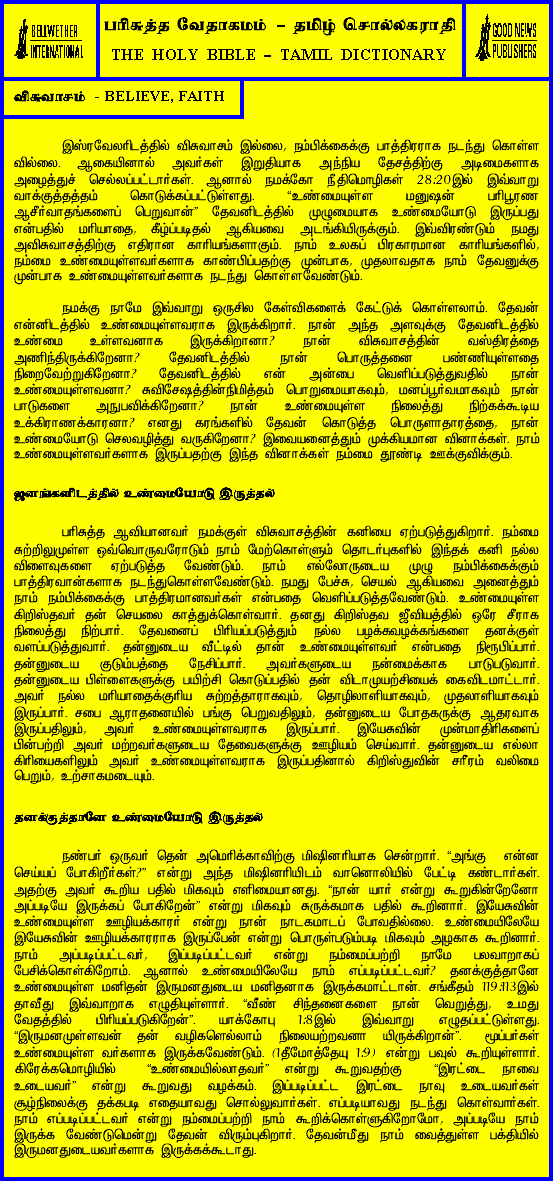 BELLWETHER
INTERNATIONAL
பரிசுத்த வேதாகமம் - தமிழ் சொல்லகராதி
THE HOLY BIBLE - TAMIL DICTIONARY
GOOD NEWS
PUBLISHERS
விசுவாசம் - BELIEVE, FAITH
இஸ்ரவேலரிடத்தில் விசுவாசம் இல்லை, நம்பிக்கைக்கு பாத்திரராக நடந்து கொள்ள
வில்லை. ஆகையினால் அவர்கள் இறுதியாக அந்நிய தேசத்திற்கு அடிமைகளாக
அழைத்துச் செல்லப்பட்டார்கள். ஆனால் நமக்கோ நீதிமொழிகள் 28:20இல் இவ்வாறு
வாக்குத்தத்தம் கொடுக்கப்பட்டுள்ளது. “உண்மையுள்ள மனுஷன் பரிபூரண
ஆசீர்வாதங்களைப் பெறுவான்” தேவனிடத்தில் முழுமையாக உண்மையோடு இருப்பது
என்பதில் மரியாதை, கீழ்ப்படிதல் ஆகியவை அடங்கியிருக்கும். இவ்விரண்டும் நமது
அவிசுவாசத்திற்கு எதிரான காரியங்களாகும். நாம் உலகப் பிரகாரமான காரியங்களில்,
நம்மை உண்மையுள்ளவர்களாக காண்பிப்பதற்கு முன்பாக, முதலாவதாக நாம் தேவனுக்கு
முன்பாக உண்மையுள்ளவர்களாக நடந்து கொள்ளவேண்டும்.
நமக்கு நாமே இவ்வாறு ஒருசில கேள்விகளைக் கேட்டுக் கொள்ளலாம். தேவன்
என்னிடத்தில் உண்மையுள்ளவராக இருக்கிறார். நான் அந்த அளவுக்கு தேவனிடத்தில்
உண்மை உள்ளவனாக இருக்கிறானா? நான் விசுவாசத்தின் வஸ்திரத்தை
அணிந்திருக்கிறேனா? தேவனிடத்தில் நான் பொருத்தனை பண்ணியுள்ளதை
நிறைவேற்றுகிறேனா? தேவனிடத்தில் என் அன்பை வெளிப்படுத்துவதில் நான்
உண்மையுள்ளவனா? சுவிசேஷத்தின்நிமித்தம் பொறுமையாகவும், மனப்பூர்வமாகவும் நான்
பாடுகளை அநுபவிக்கிறேனா? நான் உண்மையுள்ள நிலைத்து நிற்கக்கூடிய
உக்கிராணக்காரனா? எனது கரங்களில் தேவன் கொடுத்த பொருளாதாரத்தை, நான்
உண்மையோடு செலவழித்து வருகிறேனா? இவையனைத்தும் முக்கியமான வினாக்கள். நாம்
உண்மையுள்ளவர்களாக இருப்பதற்கு இந்த வினாக்கள் நம்மை தூண்டி ஊக்குவிக்கும்.
ஜனங்களிடத்தில் உண்மையோடு இருத்தல்
பரிசுத்த ஆவியானவர் நமக்குள் விசுவாசத்தின் கனியை ஏற்படுத்துகிறார். நம்மை
சுற்றிலுமுள்ள ஒவ்வொருவரோடும் நாம் மேற்கொள்ளும் தொடர்புகளில் இந்தக் கனி நல்ல
விளைவுகளை ஏற்படுத்த வேண்டும். நாம் எல்லோருடைய முழு நம்பிக்கைக்கும்
பாத்திரவான்களாக நடந்துகொள்ளவேண்டும். நமது பேச்சு, செயல் ஆகியவை அனைத்தும்
நாம் நம்பிக்கைக்கு பாத்திரமானவர்கள் என்பதை வெளிப்படுத்தவேண்டும். உண்மையுள்ள
கிறிஸ்தவர் தன் செயலை காத்துக்கொள்வார். தனது கிறிஸ்தவ ஜீவியத்தில் ஒரே சீராக
நிலைத்து நிற்பார். தேவனைப் பிரியப்படுத்தும் நல்ல பழக்கவழக்கங்களை தனக்குள்
வளப்படுத்துவார். தன்னுடைய வீட்டில் தான் உண்மையுள்ளவர் என்பதை நிரூபிப்பார்.
தன்னுடைய குடும்பத்தை நேசிப்பார். அவர்களுடைய நன்மைக்காக பாடுபடுவார்.
தன்னுடைய பிள்ளைகளுக்கு பயிற்சி கொடுப்பதில் தன் விடாமுயற்சியைக் கைவிடமாட்டார்.
அவர் நல்ல மரியாதைக்குரிய சுற்றத்தாராகவும், தொழிலாளியாகவும், முதலாளியாகவும்
இருப்பார். சபை ஆராதனையில் பங்கு பெறுவதிலும், தன்னுடைய போதகருக்கு ஆதரவாக
இருப்பதிலும், அவர் உண்மையுள்ளவராக இருப்பார். இயேசுவின் முன்மாதிரிகளைப்
பின்பற்றி அவர் மற்றவர்களுடைய தேவைகளுக்கு ஊழியம் செய்வார். தன்னுடைய எல்லா
கிரியைகளிலும் அவர் உண்மையுள்ளவராக இருப்பதினால் கிறிஸ்துவின் சரீரம் வலிமை
பெறும், உற்சாகமடையும்.
தனக்குத்தானே உண்மையோடு இருத்தல்
நண்பர் ஒருவர் தென் அமெரிக்காவிற்கு மிஷினரியாக சென்றார். “அங்கு என்ன
செய்யப் போகிறீர்கள்?” என்று அந்த மிஷினரியிடம் வானொலியில் பேட்டி கண்டார்கள்.
அதற்கு அவர் கூறிய பதில் மிகவும் எளிமையானது. “நான் யார் என்று கூறுகின்றேனோ
அப்படியே இருக்கப் போகிறேன்” என்று மிகவும் சுருக்கமாக பதில் கூறினார். இயேசுவின்
உண்மையுள்ள ஊழியக்காரர் என்று நான் நாடகமாடப் போவதில்லை. உண்மையிலேயே
இயேசுவின் ஊழியக்காரராக இருப்பேன் என்று பொருள்படும்படி மிகவும் அழகாக கூறினார்.
நாம் அப்படிப்பட்டவர், இப்படிப்பட்டவர் என்று நம்மைப்பற்றி நாமே பலவாறாகப்
பேசிக்கொள்கிறோம். ஆனால் உண்மையிலேயே நாம் எப்படிப்பட்டவர்? தனக்குத்தானே
உண்மையுள்ள மனிதன் இருமனதுடைய மனிதனாக இருக்கமாட்டான். சங்கீதம் 119:113இல்
தாவீது இவ்வாறாக எழுதியுள்ளார். “வீண் சிந்தனைகளை நான் வெறுத்து, உமது
வேதத்தில் பிரியப்படுகிறேன்”. யாக்கோபு 1:8இல் இவ்வாறு எழுதப்பட்டுள்ளது.
“இருமனமுள்ளவன் தன் வழிகளெல்லாம் நிலையற்றவனா யிருக்கிறான்”. மூப்பர்கள்
உண்மையுள்ள வர்களாக இருக்கவேண்டும். (1தீமோத்தேயு 1:9) என்று பவுல் கூறியுள்ளார்.
கிரேக்கமொழியில் “உண்மையில்லாதவர்” என்று கூறுவதற்கு “இரட்டை நாவை
உடையவர்” என்று கூறுவது வழக்கம். இப்படிப்பட்ட இரட்டை நாவு உடையவர்கள்
சூழ்நிலைக்கு தக்கபடி எதையாவது சொல்லுவார்கள். எப்படியாவது நடந்து கொள்வார்கள்.
நாம் எப்படிப்பட்டவர் என்று நம்மைப்பற்றி நாம் கூறிக்கொள்ளுகிறோமோ, அப்படியே நாம்
இருக்க வேண்டுமென்று தேவன் விரும்புகிறார். தேவன்மீது நாம் வைத்துள்ள பக்தியில்
இருமனதுடையவர்களாக இருக்கக்கூடாது.